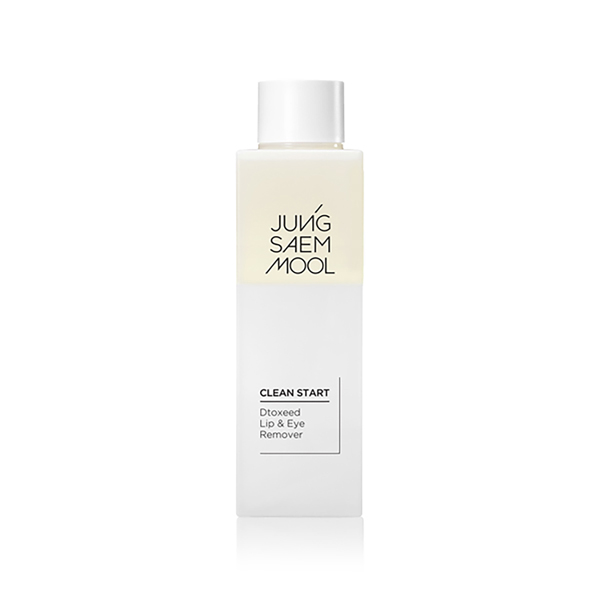 JUNG
SAEM
MOOL
CLEAN START
Dtoxeed
Lip & Eye
Remover